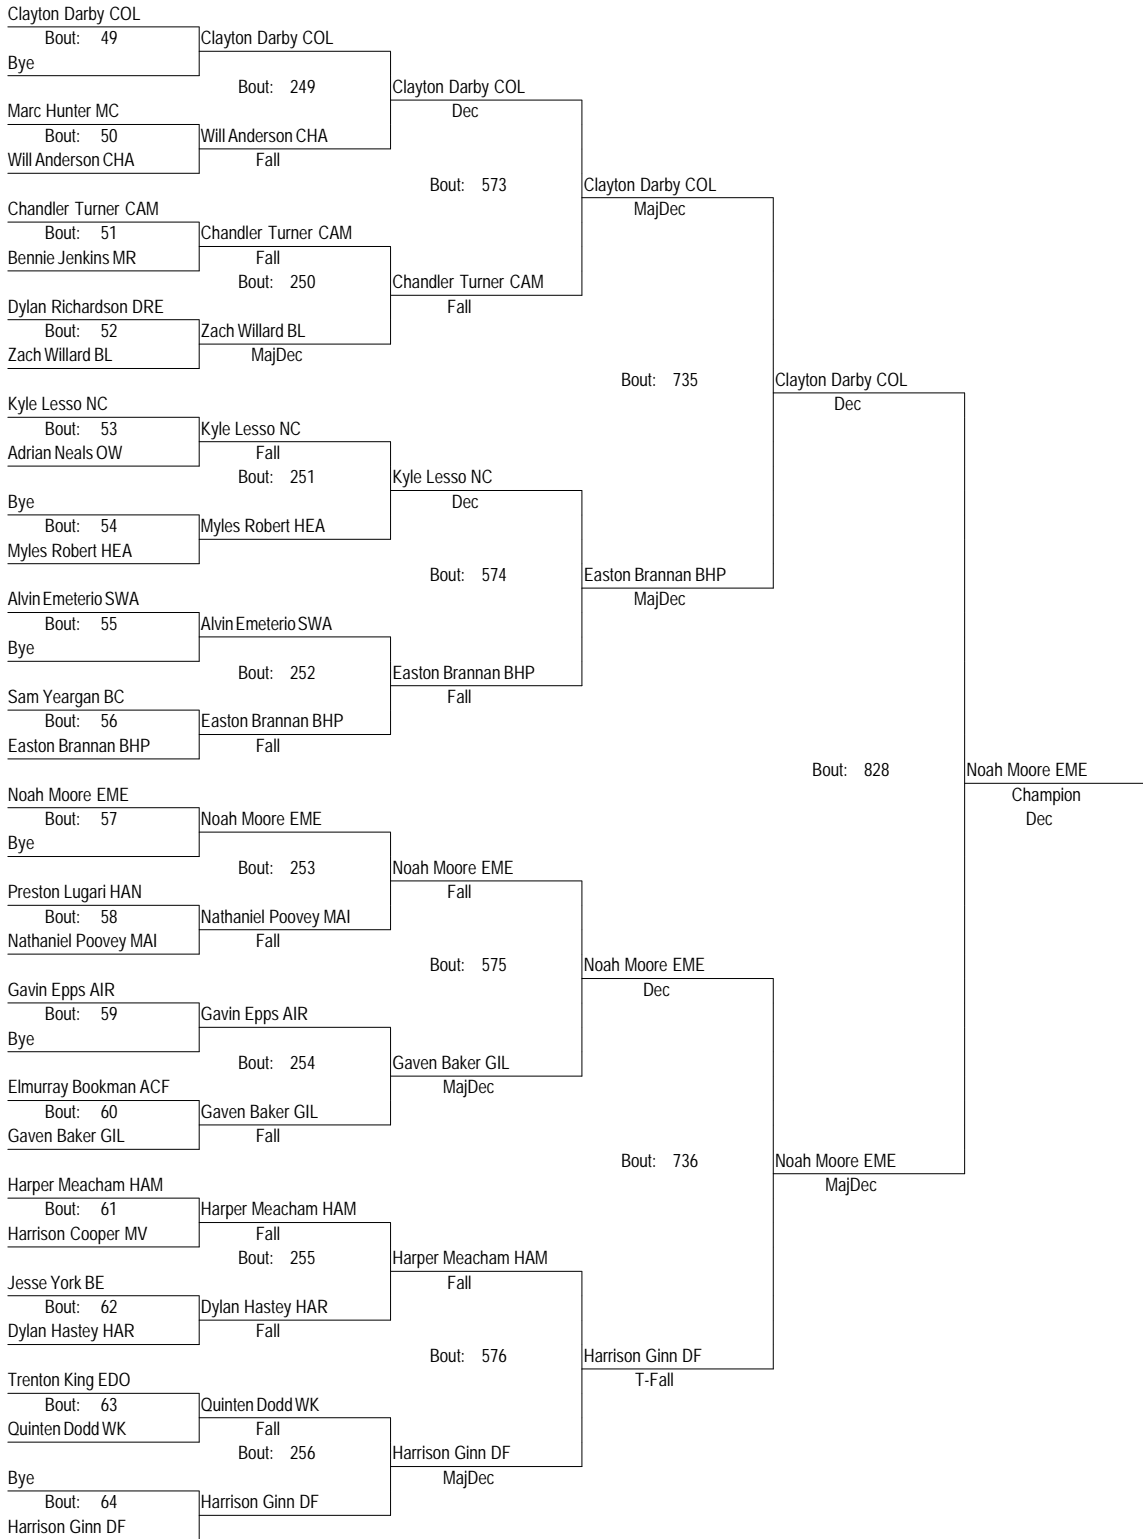 Clayton Darby COL
Bout: 49
Clayton Darby COL
Bye
Bout: 249
Clayton Darby COL
Dec
Marc Hunter MC
Bout: 50
Will Anderson CHA
Will Anderson CHA
Fall
Bout: 573
Clayton Darby COL
MajDec
Chandler Turner CAM
Bout: 51
Chandler Turner CAM
Bennie Jenkins MR
Fall
Bout: 250
Chandler Turner CAM
Fall
Dylan Richardson DRE
Bout: 52
Zach Willard BL
Zach Willard BL
MajDec
Bout: 735
Clayton Darby COL
Dec
Kyle Lesso NC
Bout: 53
Kyle Lesso NC
Adrian Neals OW
Fall
Bout: 251
Kyle Lesso NC
Dec
Bye
Bout: 54
Myles Robert HEA
Myles Robert HEA
Bout: 574
Easton Brannan BHP
MajDec
Alvin Emeterio SWA
Bout: 55
Alvin Emeterio SWA
Bye
Bout: 252
Easton Brannan BHP
Fall
Sam Yeargan BC
Bout: 56
Easton Brannan BHP
Easton Brannan BHP
Fall
Bout: 828
Noah Moore EME
Champion
Dec
Noah Moore EME
Bout: 57
Noah Moore EME
Bye
Bout: 253
Noah Moore EME
Fall
Preston Lugari HAN
Bout: 58
Nathaniel Poovey MAI
Nathaniel Poovey MAI
Fall
Bout: 575
Noah Moore EME
Dec
Gavin Epps AIR
Bout: 59
Gavin Epps AIR
Bye
Bout: 254
Gaven Baker GIL
MajDec
Elmurray Bookman ACF
Bout: 60
Gaven Baker GIL
Gaven Baker GIL
Fall
Bout: 736
Noah Moore EME
MajDec
Harper Meacham HAM
Bout: 61
Harper Meacham HAM
Harrison Cooper MV
Fall
Bout: 255
Harper Meacham HAM
Fall
Jesse York BE
Bout: 62
Dylan Hastey HAR
Dylan Hastey HAR
Fall
Bout: 576
Harrison Ginn DF
T-Fall
Trenton King EDO
Bout: 63
Quinten Dodd WK
Quinten Dodd WK
Fall
Bout: 256
Harrison Ginn DF
MajDec
Bye
Bout: 64
Harrison Ginn DF
Harrison Ginn DF